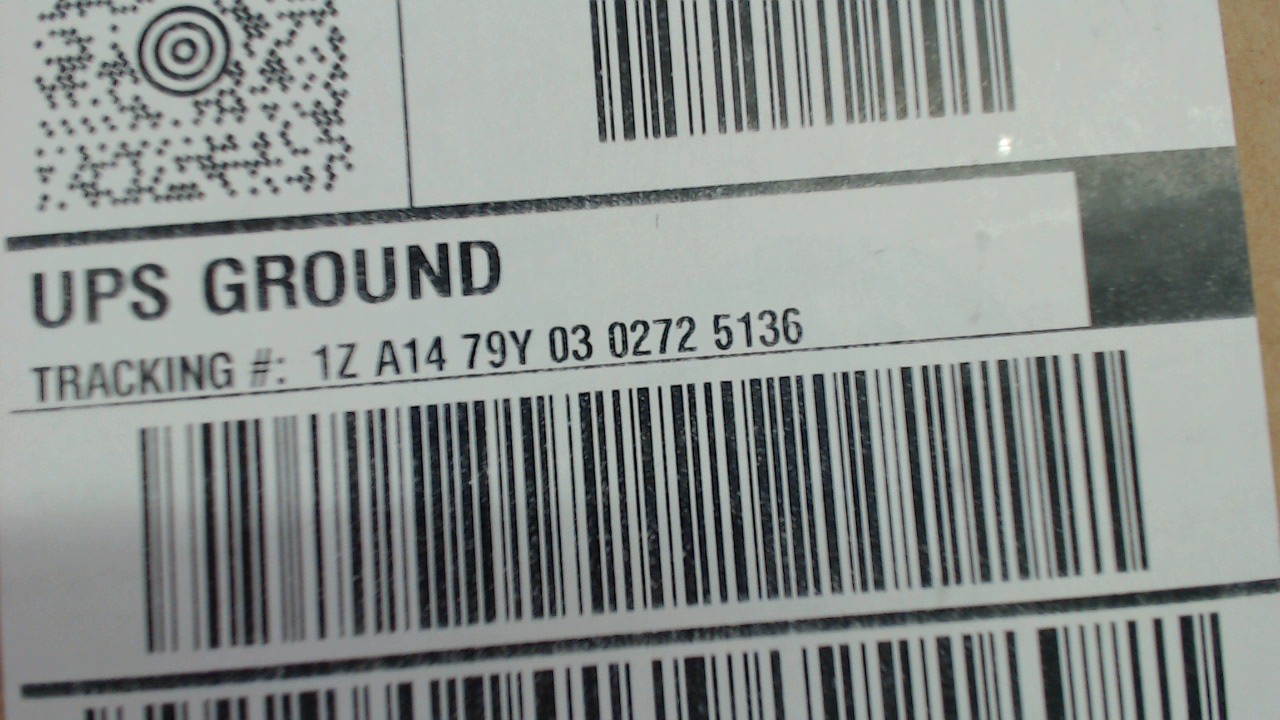 UPS GROUND
TRACKING #: 1Z A14 79Y 03 0272 5136